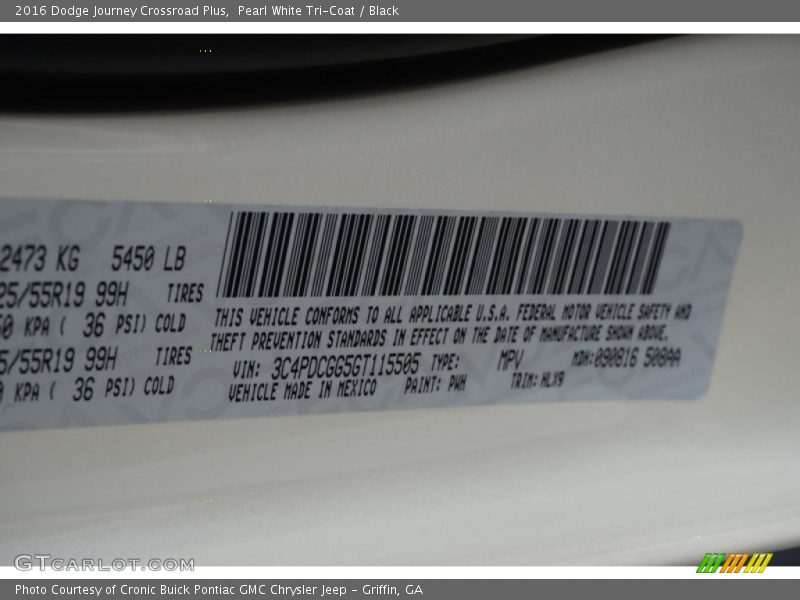 2016 Dodge Journey Crossroad Plus,  Pearl White Tri-Coat / Black
2473 KG 5450 LB
25/55R19 99H TIRES
50 KPA ( 36 PSI) COLD
5/55R19 99H TIRES
0 KPA ( 36 PSI) COLD
THIS VEHICLE CONFORMS TO ALL APPLICABLE U.S.A. FEDERAL MOTOR VEHICLE SAFETY AND
THEFT PREVENTION STANDARDS IN EFFECT ON THE DATE OF MANUFACTURE SHOWN ABOVE.
VIN: 3C4PDCGG5GT115505 TYPE: MPV MDH:090816 508AA
VEHICLE MADE IN MEXICO PAINT: PWH TRIM: HLX9
GTCARLOT.COM
Photo Courtesy of Cronic Buick Pontiac GMC Chrysler Jeep - Griffin, GA